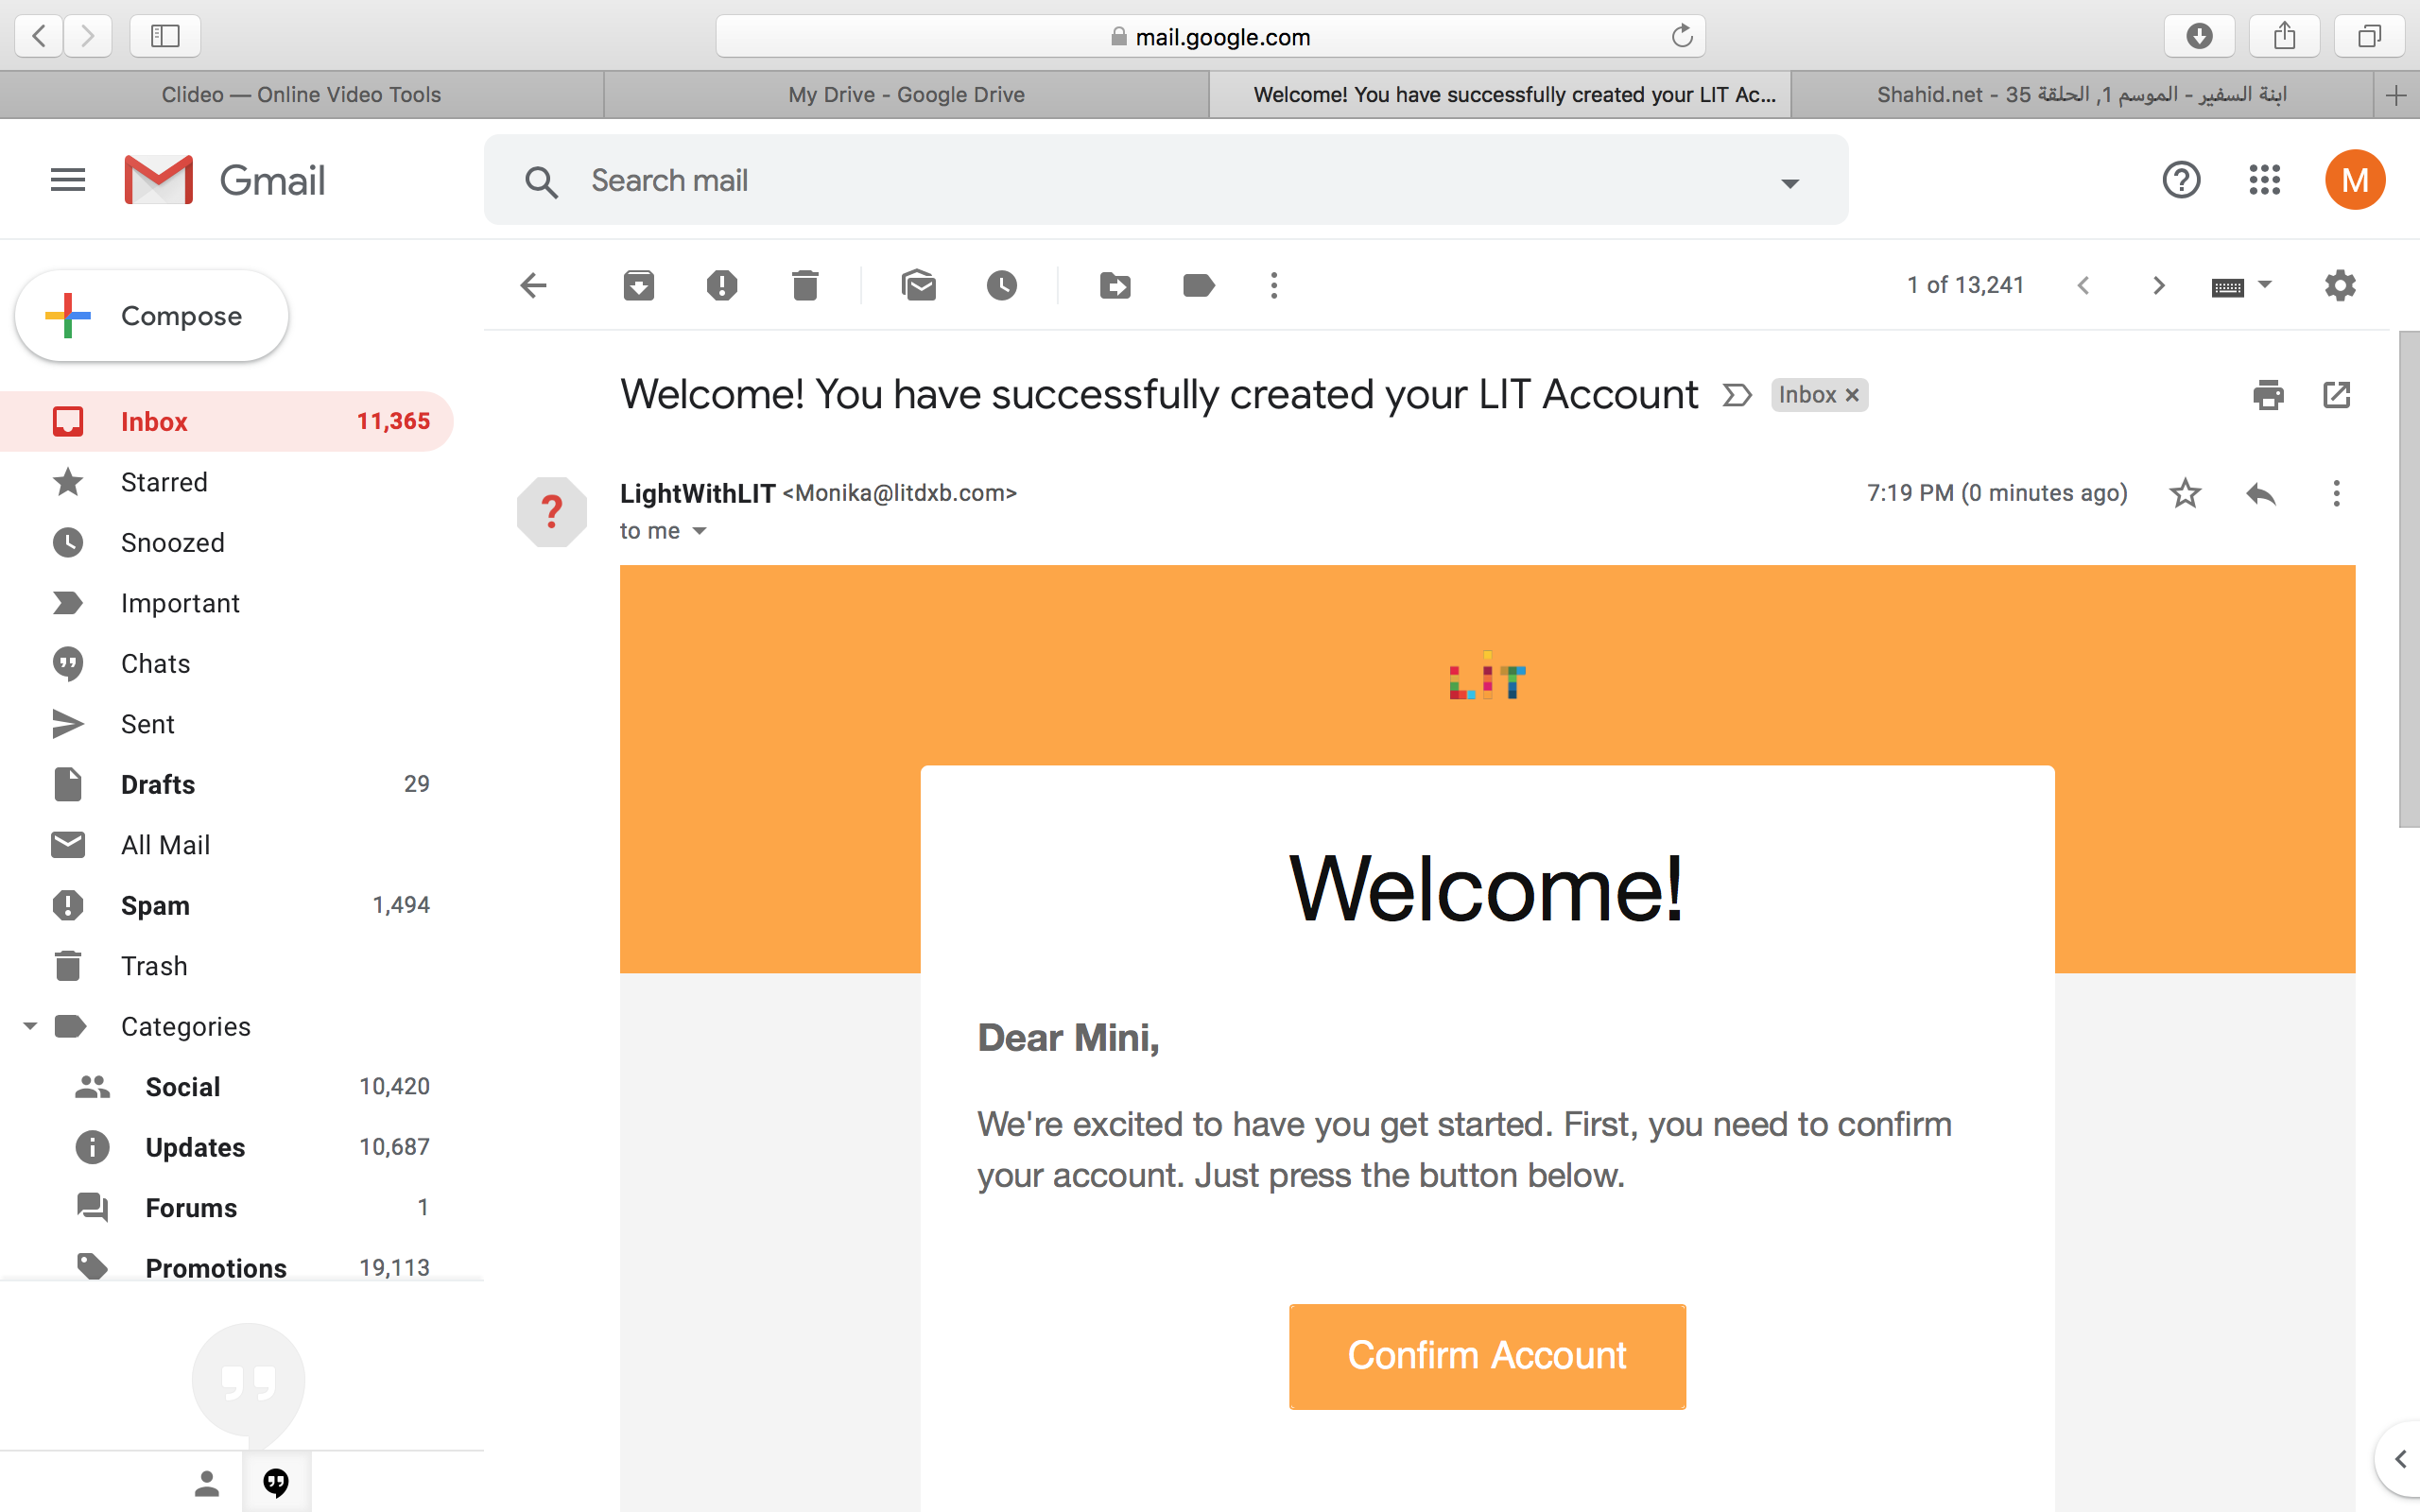 mail.google.com
Clideo — Online Video Tools
My Drive - Google Drive
Welcome! You have successfully created your LIT Ac...
Shahid.net - ابنة السفير - الموسم 1, الحلقة 35
Gmail
Search mail
M
Compose
1 of 13,241
Inbox 11,365
Starred
Snoozed
Important
Chats
Sent
Drafts 29
All Mail
Spam 1,494
Trash
Categories
Social 10,420
Updates 10,687
Forums 1
Promotions 19,113
Welcome! You have successfully created your LIT Account
Inbox ×
LightWithLIT <Monika@litdxb.com>
7:19 PM (0 minutes ago)
to me
LIT
Welcome!
Dear Mini,
We're excited to have you get started. First, you need to confirm
your account. Just press the button below.
Confirm Account